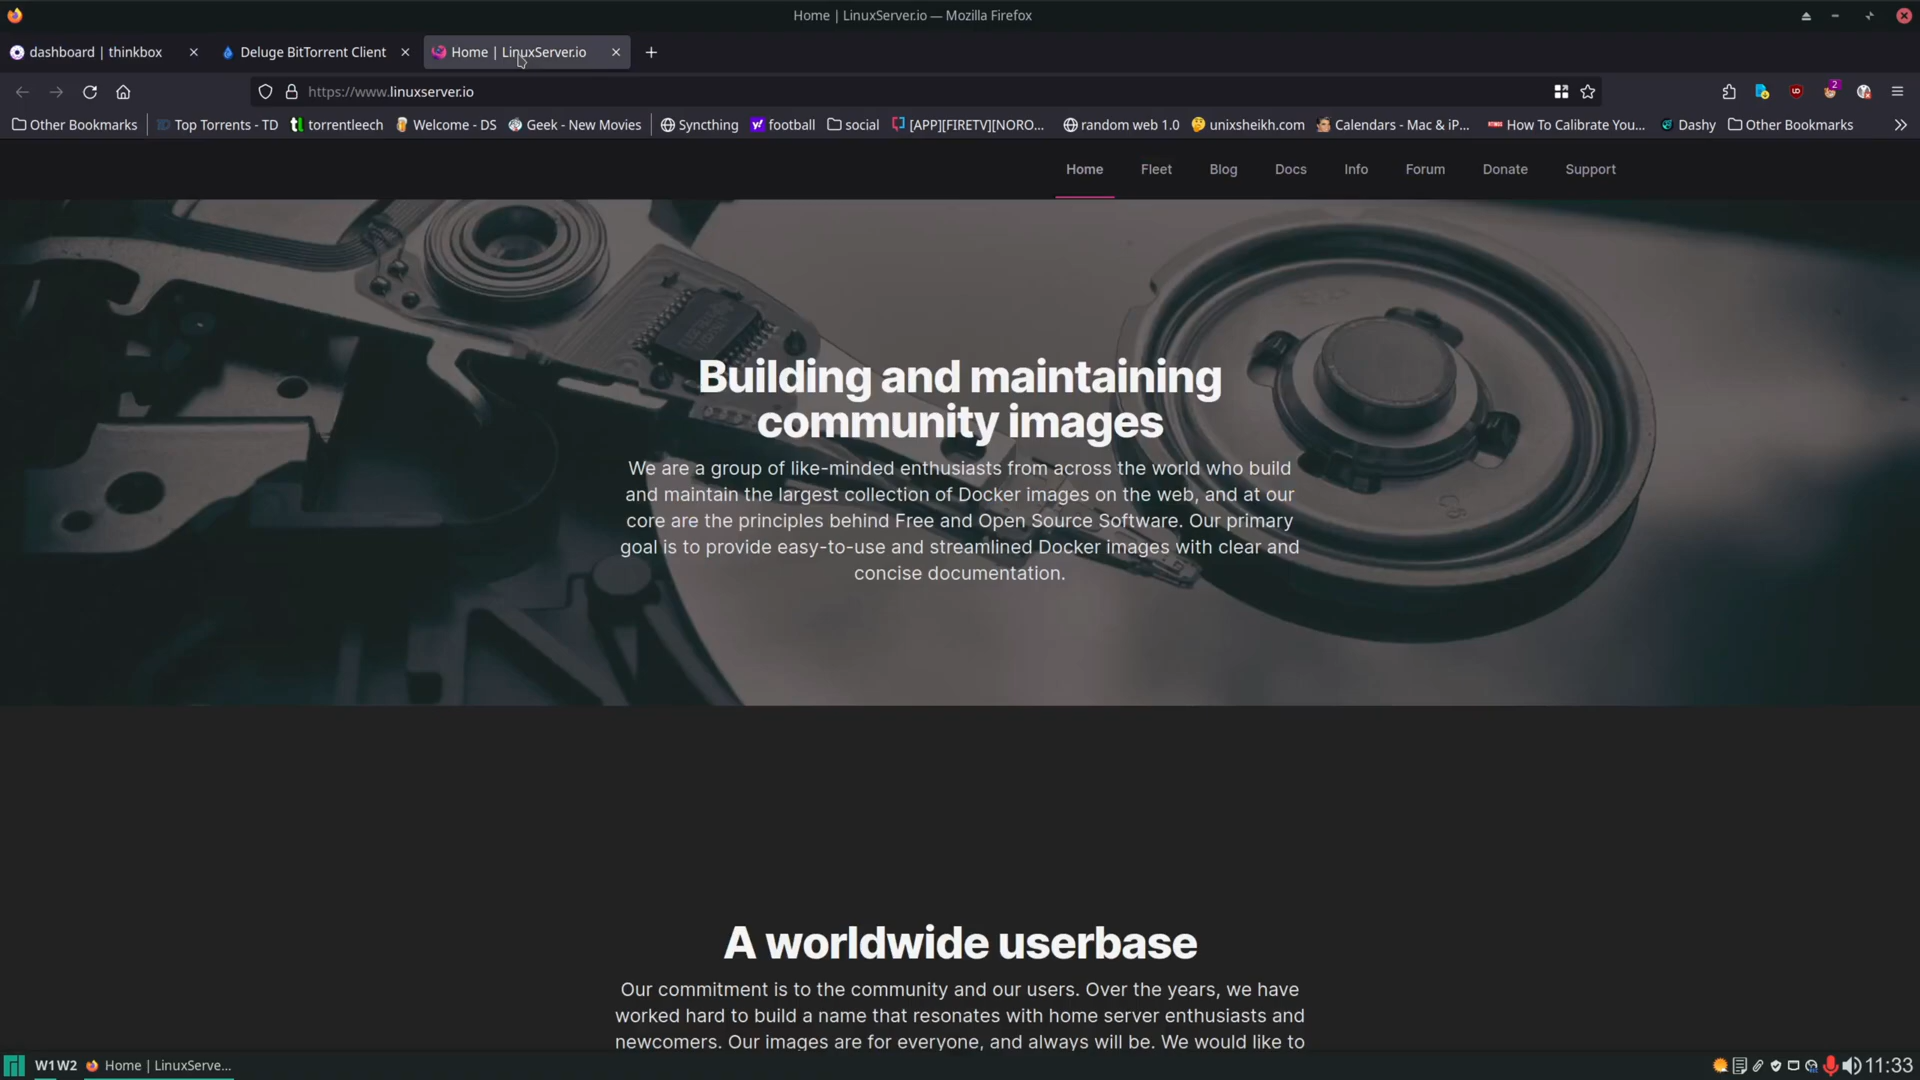 Home | LinuxServer.io — Mozilla Firefox
dashboard | thinkbox
Deluge BitTorrent Client
Home | LinuxServer.io
https://www.linuxserver.io
2
Other Bookmarks
Top Torrents - TD
torrentleech
Welcome - DS
Geek - New Movies
Syncthing
football
social
[APP][FIRETV][NORO...
random web 1.0
unixsheikh.com
Calendars - Mac & iP...
How To Calibrate You...
Dashy
Other Bookmarks
Home
Fleet
Blog
Docs
Info
Forum
Donate
Support
Building and maintaining
community images
We are a group of like-minded enthusiasts from across the world who build
and maintain the largest collection of Docker images on the web, and at our
core are the principles behind Free and Open Source Software. Our primary
goal is to provide easy-to-use and streamlined Docker images with clear and
concise documentation.
A worldwide userbase
Our commitment is to the community and our users. Over the years, we have
worked hard to build a name that resonates with home server enthusiasts and
newcomers. Our images are for everyone, and always will be. We would like to
W1W2
Home | LinuxServe...
11:33